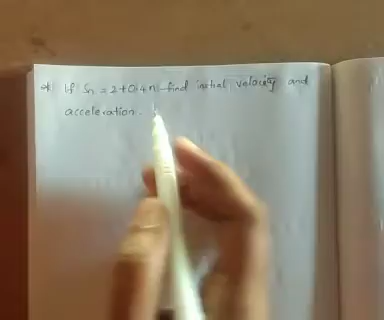 * If Sn = 2+0.4n find initial velocity and
acceleration.